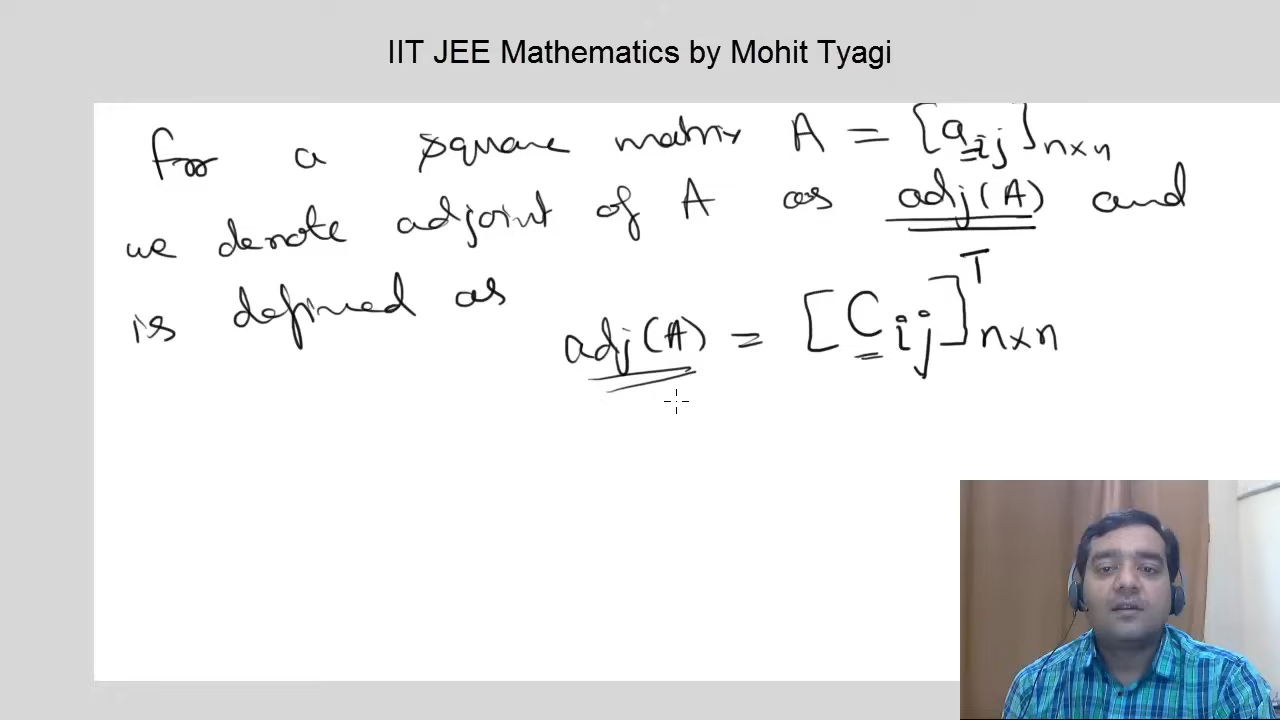 IIT JEE Mathematics by Mohit Tyagi
For a square matrix A = [aij]n×n
we denote adjoint of A as adj(A) and
is defined as
adj(A) = [Cij]ᵀn×n